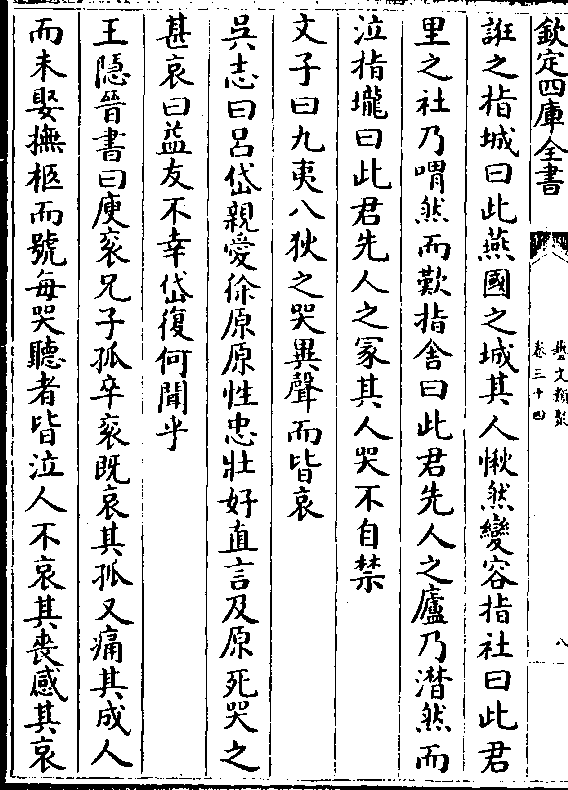 欽定四庫全書
藝文類聚
卷三十四
八
誑之指城曰此燕國之城其人愀然變容指社曰此君
里之社乃喟然而歎指舍曰此君先人之廬乃潸然而
泣指壠曰此君先人之冢其人哭不自禁
文子曰九夷八狄之哭異聲而皆哀
吳志曰呂岱親愛徐原原性忠壯好直言及原死哭之
甚哀曰益友不幸岱復何聞乎
王隱晉書曰庾袞兄子孤卒袞既哀其孤又痛其成人
而未娶撫柩而號每哭聽者皆泣人不哀其喪感其哀